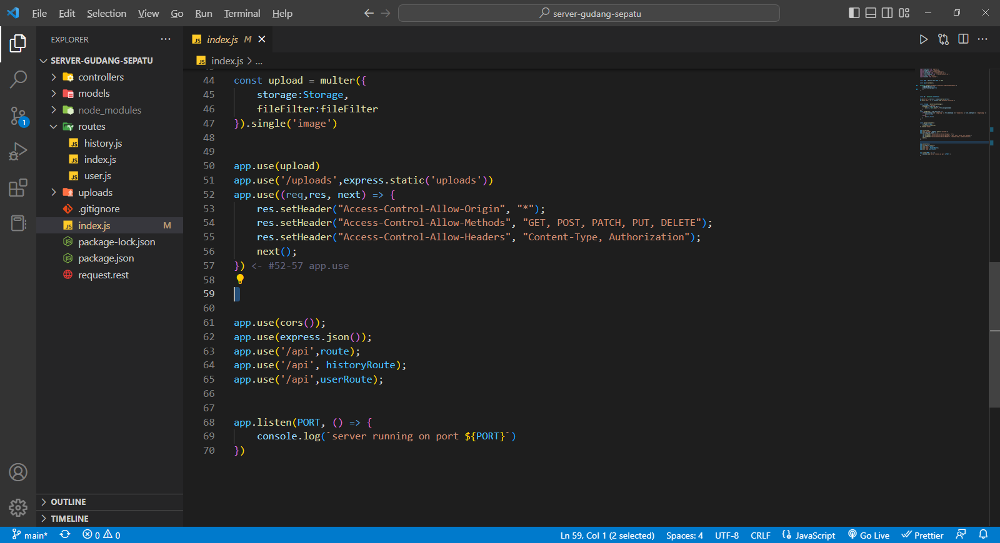 File Edit Selection View Go Run Terminal Help
server-gudang-sepatu
EXPLORER
SERVER-GUDANG-SEPATU
controllers
models
node_modules
routes
history.js
index.js
user.js
uploads
.gitignore
index.js M
package-lock.json
package.json
request.rest
OUTLINE
TIMELINE
1
index.js M
index.js > ...
44 const upload = multer({
45     storage:Storage,
46     fileFilter:fileFilter
47 }).single('image')
48
49
50 app.use(upload)
51 app.use('/uploads',express.static('uploads'))
52 app.use((req,res, next) => {
53     res.setHeader("Access-Control-Allow-Origin", "*");
54     res.setHeader("Access-Control-Allow-Methods", "GET, POST, PATCH, PUT, DELETE");
55     res.setHeader("Access-Control-Allow-Headers", "Content-Type, Authorization");
56     next();
57 }) <- #52-57 app.use
58
59
60
61 app.use(cors());
62 app.use(express.json());
63 app.use('/api',route);
64 app.use('/api', historyRoute);
65 app.use('/api',userRoute);
66
67
68 app.listen(PORT, () => {
69     console.log(`server running on port ${PORT}`)
70 })
main* 0 0 Ln 59, Col 1 (2 selected) Spaces: 4 UTF-8 CRLF JavaScript Go Live Prettier